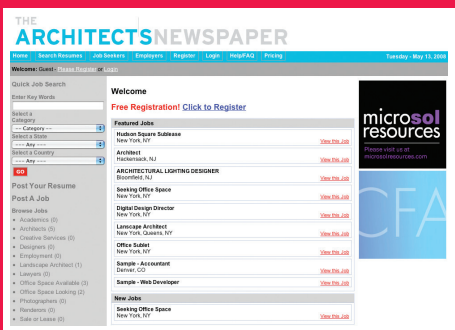 THE
ARCHITECTSNEWSPAPER
Home Search Resumes Job Seekers Employers Register Login Help/FAQ Pricing Tuesday - May 13, 2008
Welcome: Guest - Please Register or Login
Quick Job Search
Enter Key Words
Select a
Category
--- Category ---
Select a State
--- Any ---
Select a Country
--- Any ---
GO
Post Your Resume
Post A Job
Browse Jobs
Academics (0)
Architects (5)
Creative Services (0)
Designers (0)
Employment (0)
Landscape Architect (1)
Lawyers (0)
Office Space Available (3)
Office Space Looking (2)
Photographers (0)
Renderers (0)
Sale or Lease (0)
Welcome
Free Registration! Click to Register
Featured Jobs
Hudson Square Sublease
New York, NY View this Job
Architect
Hackensack, NJ View this Job
ARCHITECTURAL LIGHTING DESIGNER
Bloomfield, NJ View this Job
Seeking Office Space
New York, NY View this Job
Digital Design Director
New York, NY View this Job
Lanscape Architect
New York, Queens, NY View this Job
Office Sublet
New York, NY View this Job
Sample - Accountant
Denver, CO View this Job
Sample - Web Developer View this Job
New Jobs
Seeking Office Space
New York, NY View this Job
microsol
resources
Please visit us at
microsolresources.com
CFA